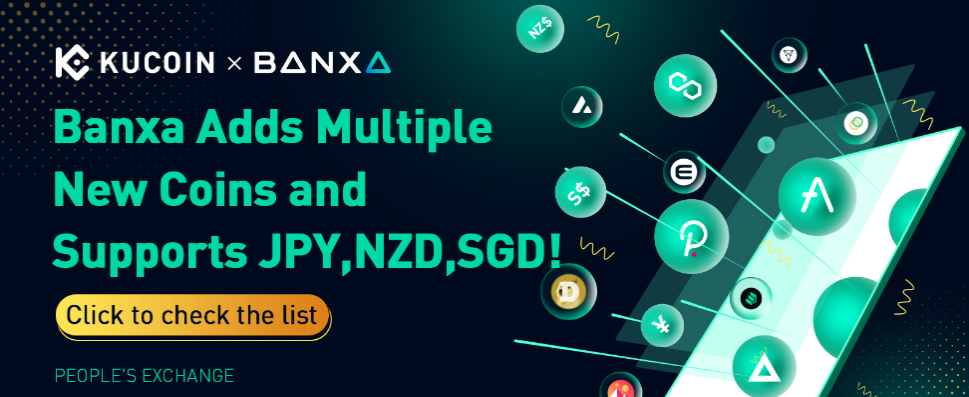 KUCOIN × BANXA
Banxa Adds Multiple
New Coins and
Supports JPY,NZD,SGD!
Click to check the list
PEOPLE'S EXCHANGE
NZ$
S$
¥